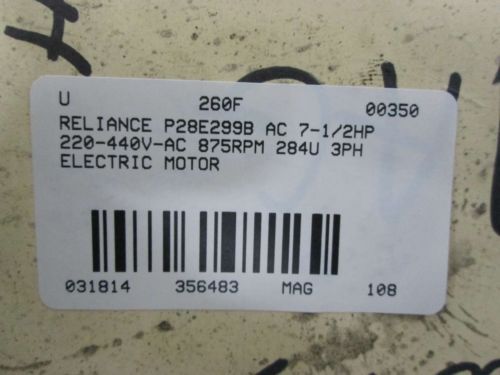 U 260F 00350
RELIANCE P28E299B AC 7-1/2HP
220-440V-AC 875RPM 284U 3PH
ELECTRIC MOTOR
031814 356483 MAG 108